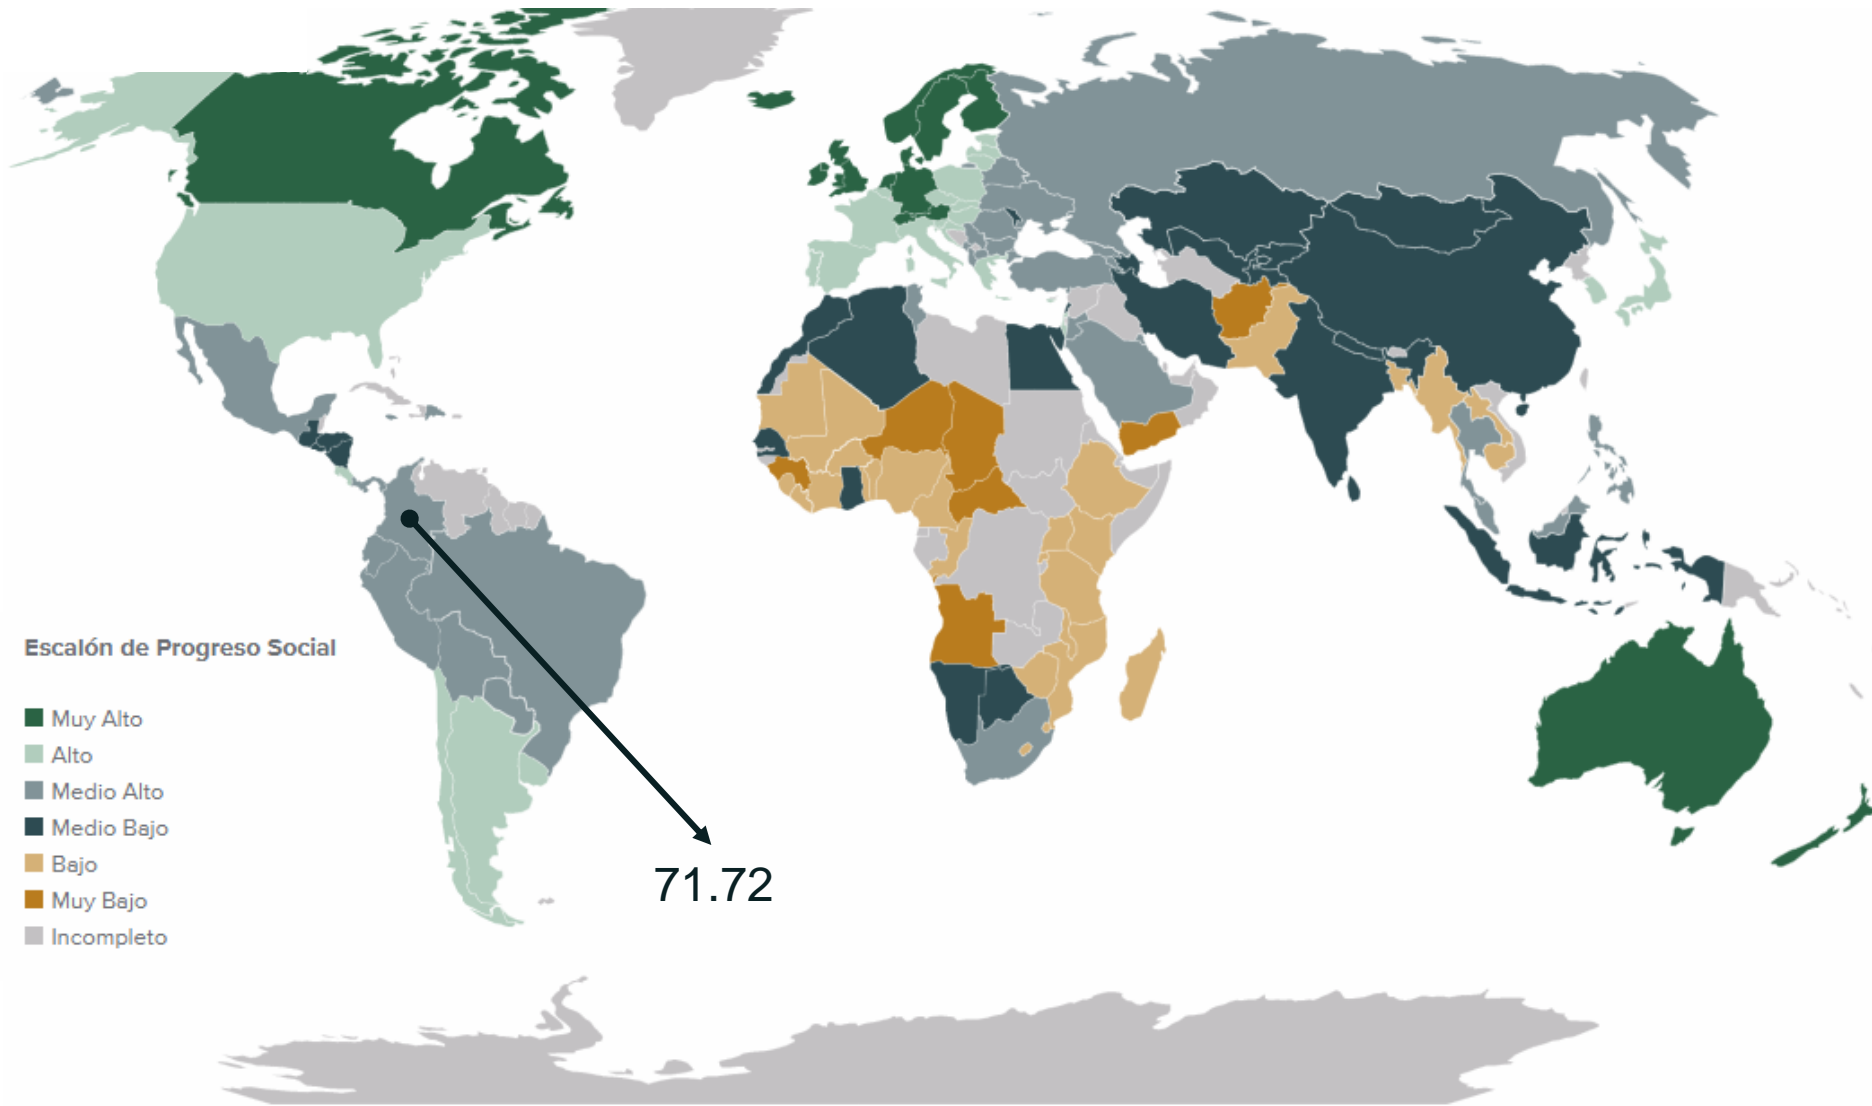 Escalón de Progreso Social
Muy Alto
Alto
Medio Alto
Medio Bajo
Bajo
Muy Bajo
Incompleto
71.72